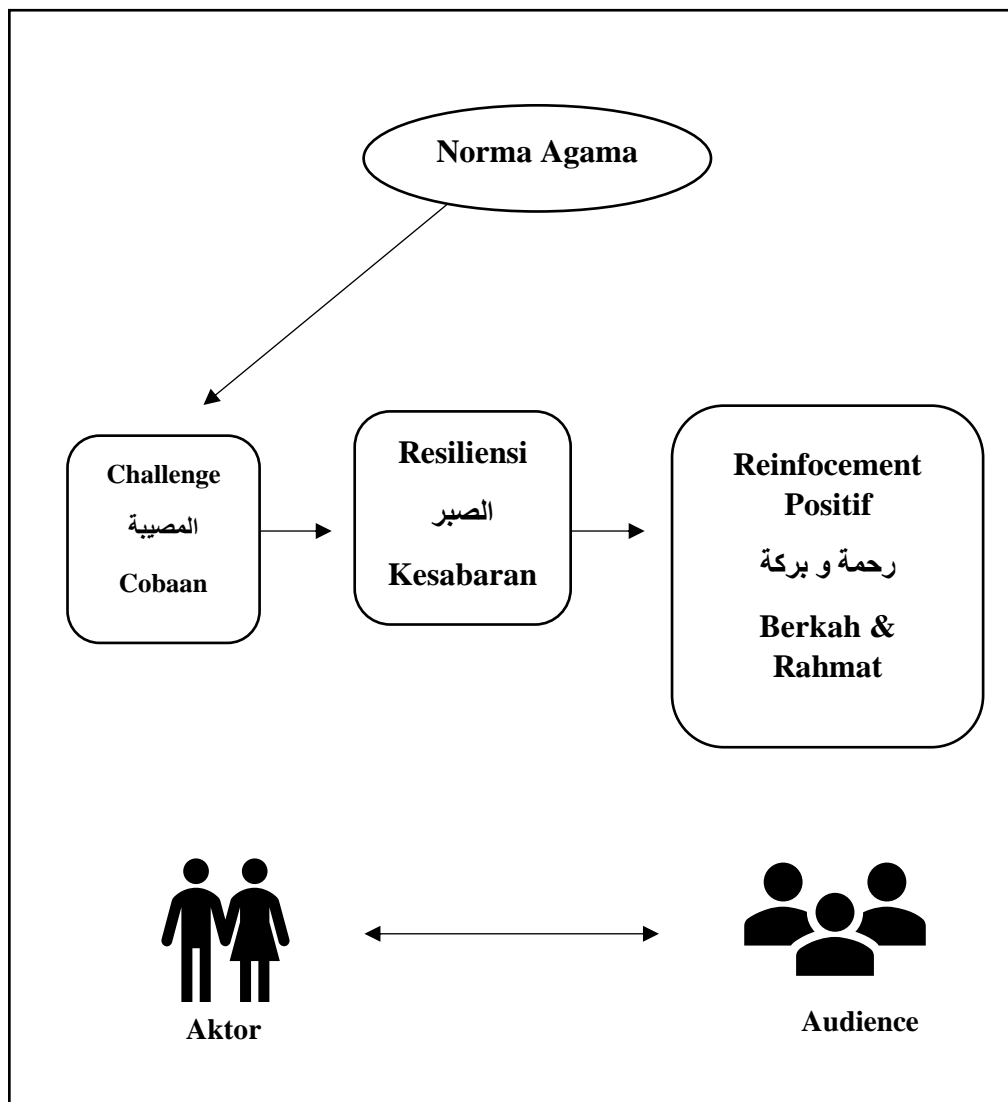 Norma Agama
Challenge
المصيبة
Cobaan
Resiliensi
الصبر
Kesabaran
Reinfocement
Positif
رحمة و بركة
Berkah &
Rahmat
Aktor
Audience